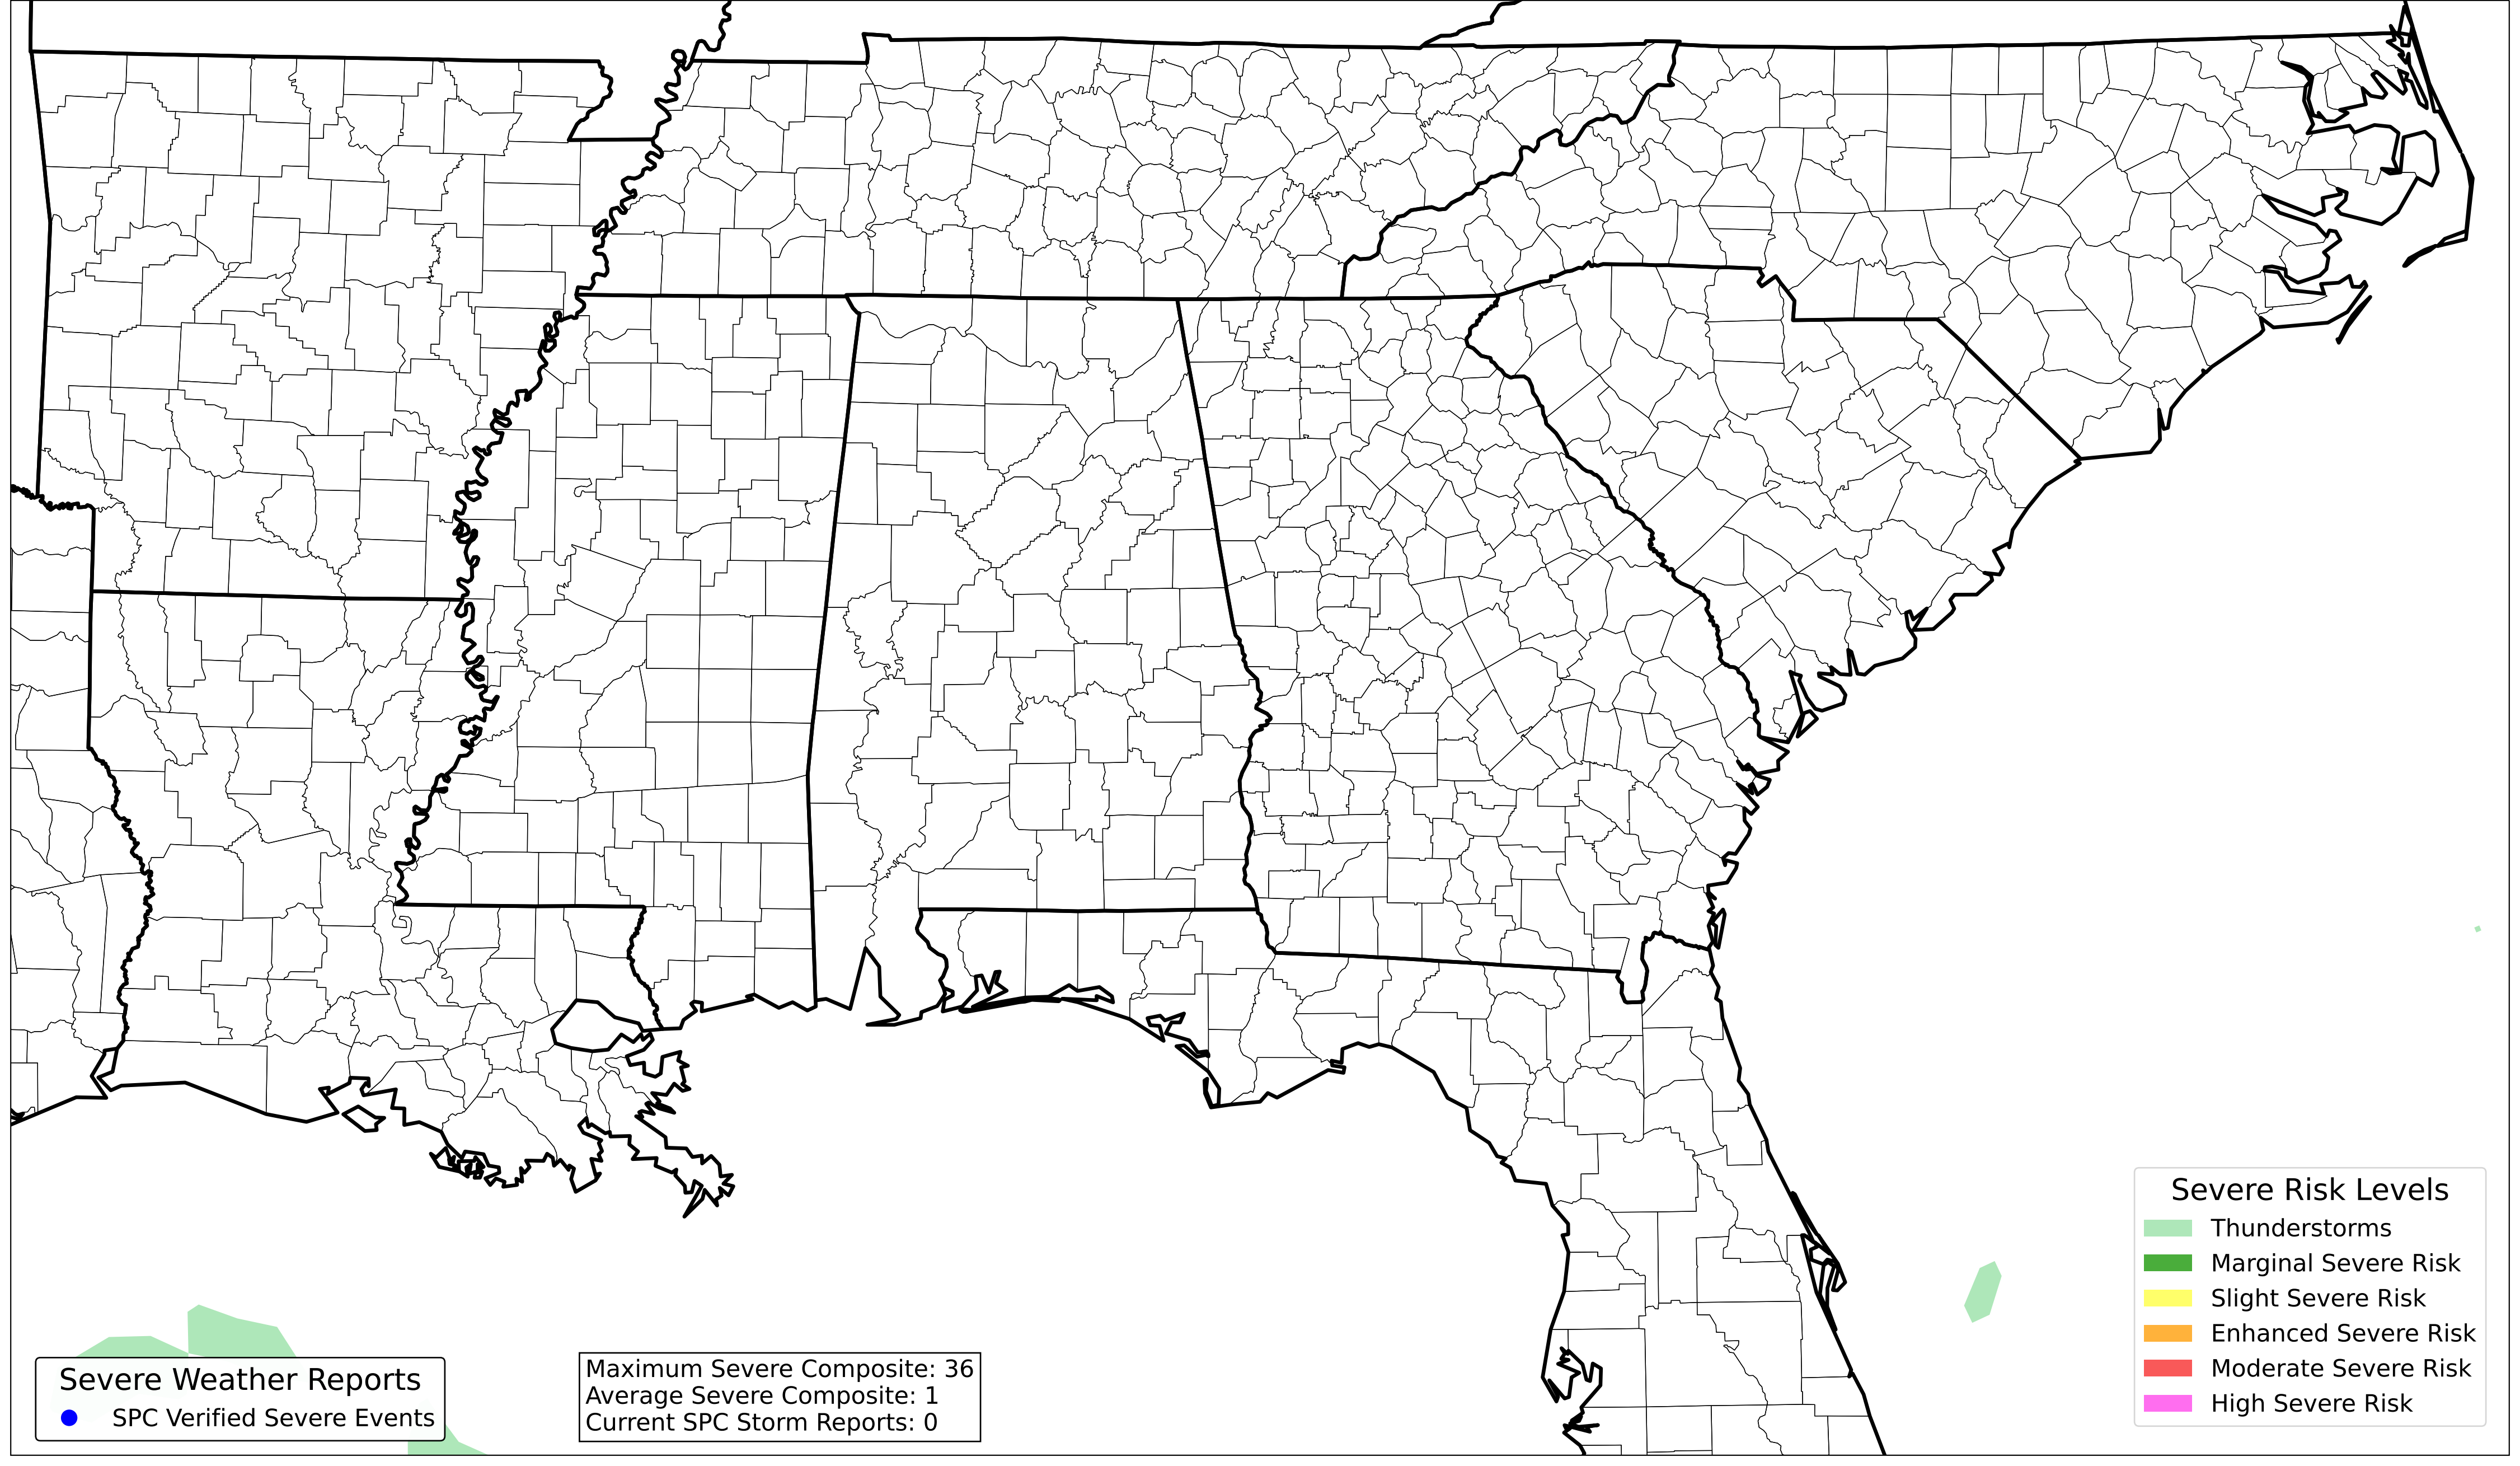 Severe Risk Levels
Thunderstorms
Marginal Severe Risk
Slight Severe Risk
Enhanced Severe Risk
Moderate Severe Risk
High Severe Risk
Severe Weather Reports
SPC Verified Severe Events
Maximum Severe Composite: 36
Average Severe Composite: 1
Current SPC Storm Reports: 0